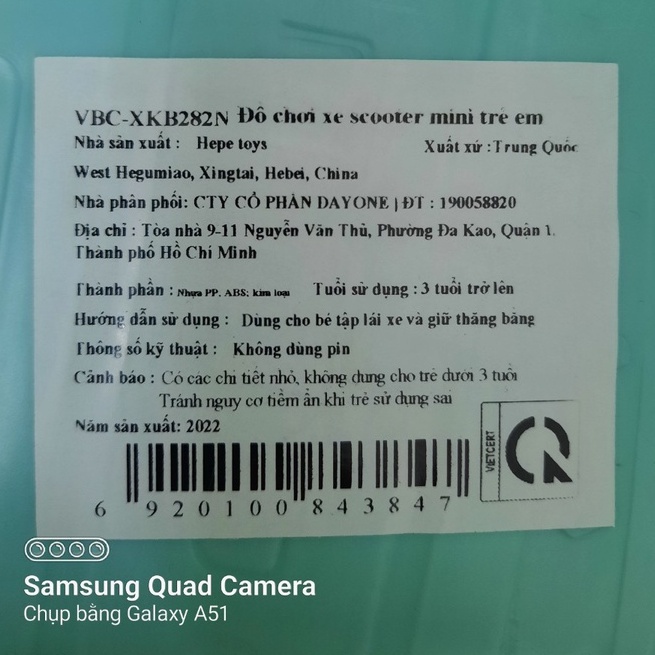 VBC-XKB282N Đồ chơi xe scooter mini trẻ em
Nhà sản xuất : Hepe toys Xuất xứ :Trung Quốc
West Hegumiao, Xingtai, Hebei, China
Nhà phân phối: CTY CỔ PHẦN DAYONE | ĐT : 190058820
Địa chỉ : Tòa nhà 9-11 Nguyễn Văn Thủ, Phường Đa Kao, Quận 1.
Thành phố Hồ Chí Minh
Thành phần : Nhựa PP, ABS; kim loại Tuổi sử dụng : 3 tuổi trở lên
Hướng dẫn sử dụng : Dùng cho bé tập lái xe và giữ thăng bằng
Thông số kỹ thuật : Không dùng pin
Cảnh báo : Có các chi tiết nhỏ, không dung cho trẻ dưới 3 tuổi
Tránh nguy cơ tiềm ẩn khi trẻ sử dụng sai
Năm sản xuất: 2022
VIETCERT
6 920100 843847
Samsung Quad Camera
Chụp bằng Galaxy A51